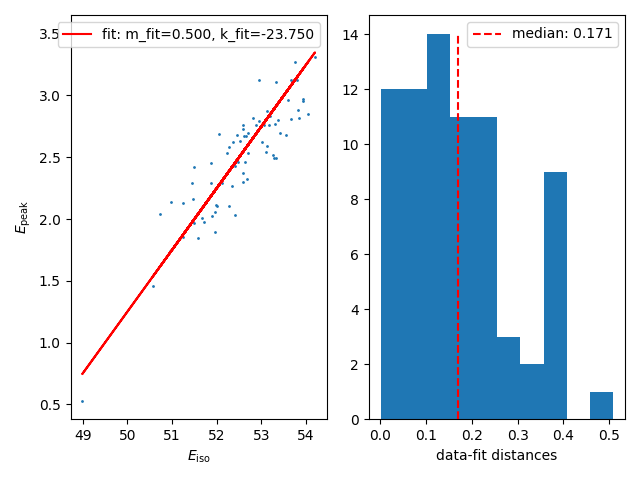 fit: m_fit=0.500, k_fit=-23.750
3.5
3.0
2.5
2.0
1.5
1.0
0.5
E_peak
49 50 51 52 53 54
E_iso
median: 0.171
14
12
10
8
6
4
2
0
0.0 0.1 0.2 0.3 0.4 0.5
data-fit distances